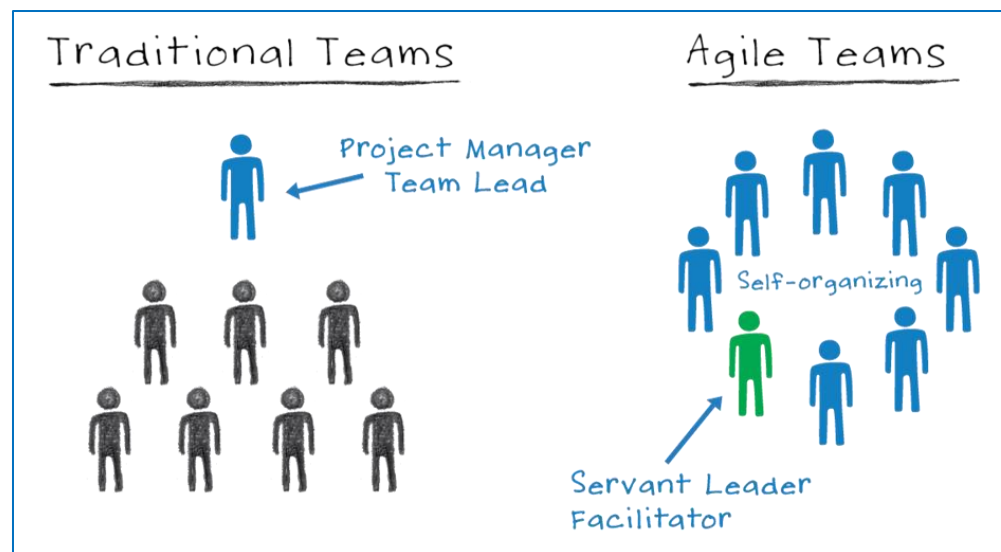 Traditional Teams
Project Manager
Team Lead
Agile Teams
Self-organizing
Servant Leader
Facilitator